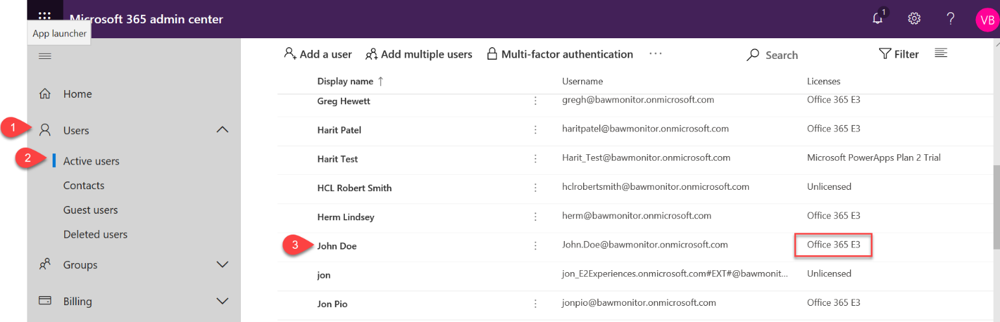 Microsoft 365 admin center
1
VB
App launcher
Add a user
Add multiple users
Multi-factor authentication
...
Search
Filter
Home
1
Users
2
Active users
Contacts
Guest users
Deleted users
Groups
Billing
Display name ↑ Username Licenses
Greg Hewett gregh@bawmonitor.onmicrosoft.com Office 365 E3
Harit Patel haritpatel@bawmonitor.onmicrosoft.com Office 365 E3
Harit Test Harit_Test@bawmonitor.onmicrosoft.com Microsoft PowerApps Plan 2 Trial
HCL Robert Smith hclrobertsmith@bawmonitor.onmicrosoft.com Unlicensed
Herm Lindsey herm@bawmonitor.onmicrosoft.com Office 365 E3
3 John Doe John.Doe@bawmonitor.onmicrosoft.com Office 365 E3
jon jon_E2Experiences.onmicrosoft.com#EXT#@bawmonit... Unlicensed
Jon Pio jonpio@bawmonitor.onmicrosoft.com Office 365 E3